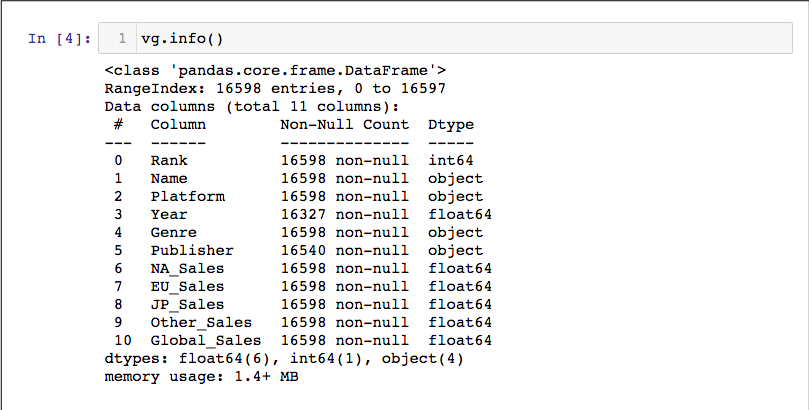 In [4]: 1 vg.info()
<class 'pandas.core.frame.DataFrame'>
RangeIndex: 16598 entries, 0 to 16597
Data columns (total 11 columns):
 #   Column        Non-Null Count  Dtype
---  ------        --------------  -----
 0   Rank          16598 non-null  int64
 1   Name          16598 non-null  object
 2   Platform      16598 non-null  object
 3   Year          16327 non-null  float64
 4   Genre         16598 non-null  object
 5   Publisher     16540 non-null  object
 6   NA_Sales      16598 non-null  float64
 7   EU_Sales      16598 non-null  float64
 8   JP_Sales      16598 non-null  float64
 9   Other_Sales   16598 non-null  float64
 10  Global_Sales  16598 non-null  float64
dtypes: float64(6), int64(1), object(4)
memory usage: 1.4+ MB